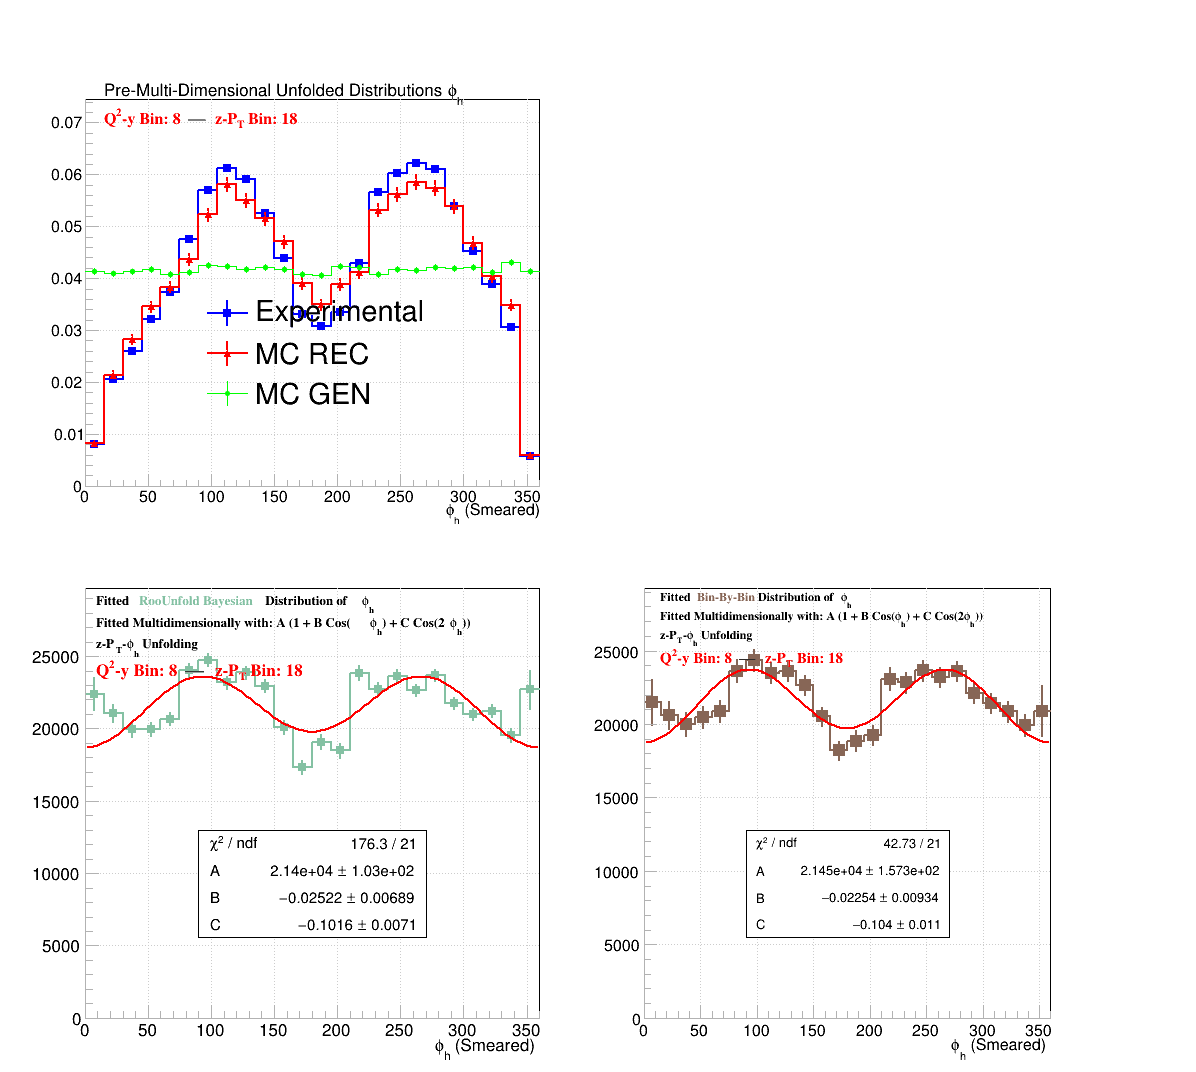 Pre-Multi-Dimensional Unfolded Distributions ϕh
Q²-y Bin: 8 — z-PT Bin: 18
0.07
0.06
0.05
0.04
0.03
0.02
0.01
0
Experimental
MC REC
MC GEN
0 50 100 150 200 250 300 350
ϕh (Smeared)
Fitted RooUnfold Bayesian Distribution of ϕh
Fitted Multidimensionally with: A (1 + B Cos( ϕh) + C Cos(2 ϕh))
z-PT-ϕh Unfolding
Q²-y Bin: 8 — z-PT Bin: 18
25000
20000
15000
10000
5000
0
χ² / ndf 176.3 / 21
A 2.14e+04 ± 1.03e+02
B −0.02522 ± 0.00689
C −0.1016 ± 0.0071
0 50 100 150 200 250 300 350
ϕh (Smeared)
Fitted Bin-By-Bin Distribution of ϕh
Fitted Multidimensionally with: A (1 + B Cos(ϕh) + C Cos(2ϕh))
z-PT-ϕh Unfolding
Q²-y Bin: 8 — z-PT Bin: 18
25000
20000
15000
10000
5000
0
χ² / ndf 42.73 / 21
A 2.145e+04 ± 1.573e+02
B −0.02254 ± 0.00934
C −0.104 ± 0.011
0 50 100 150 200 250 300 350
ϕh (Smeared)